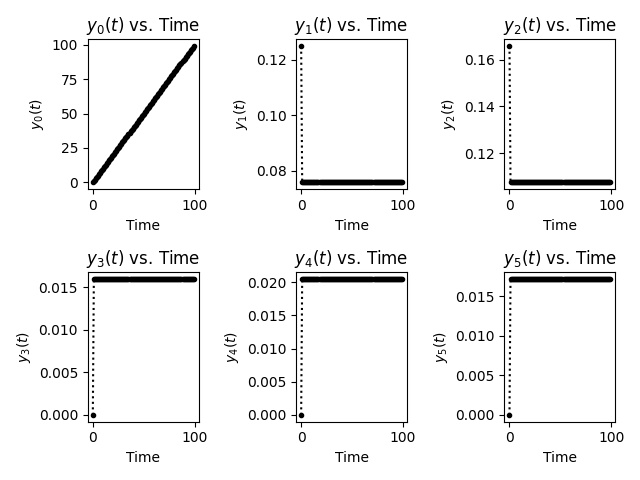 y₀(t) vs. Time
y₁(t) vs. Time
y₂(t) vs. Time
100
75
50
25
0
y₀(t)
0 100
Time
0.12
0.10
0.08
y₁(t)
0 100
Time
0.16
0.14
0.12
y₂(t)
0 100
Time
y₃(t) vs. Time
y₄(t) vs. Time
y₅(t) vs. Time
0.015
0.010
0.005
0.000
y₃(t)
0 100
Time
0.020
0.015
0.010
0.005
0.000
y₄(t)
0 100
Time
0.015
0.010
0.005
0.000
y₅(t)
0 100
Time